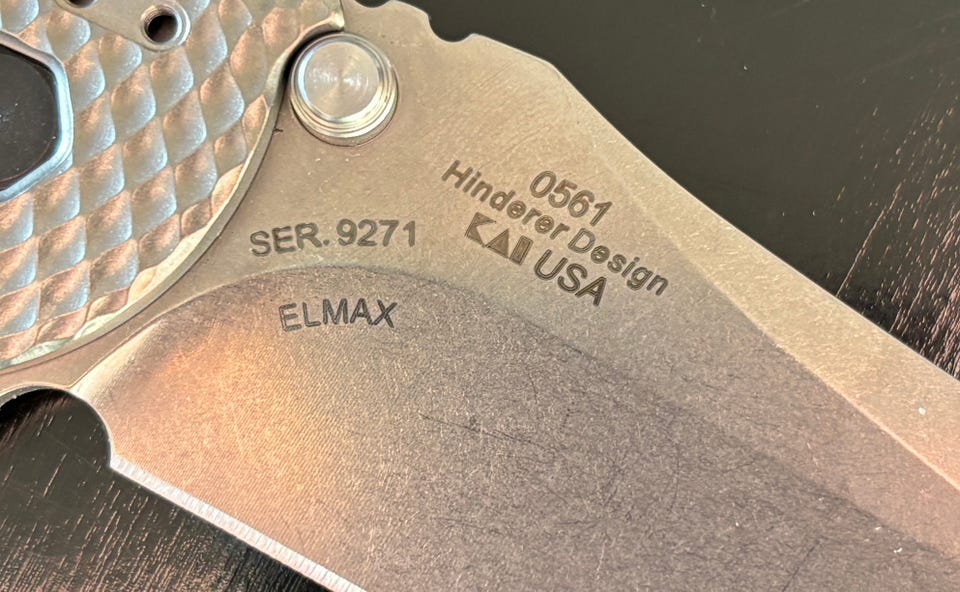 0561
Hinderer Design
KAI USA
SER. 9271
ELMAX